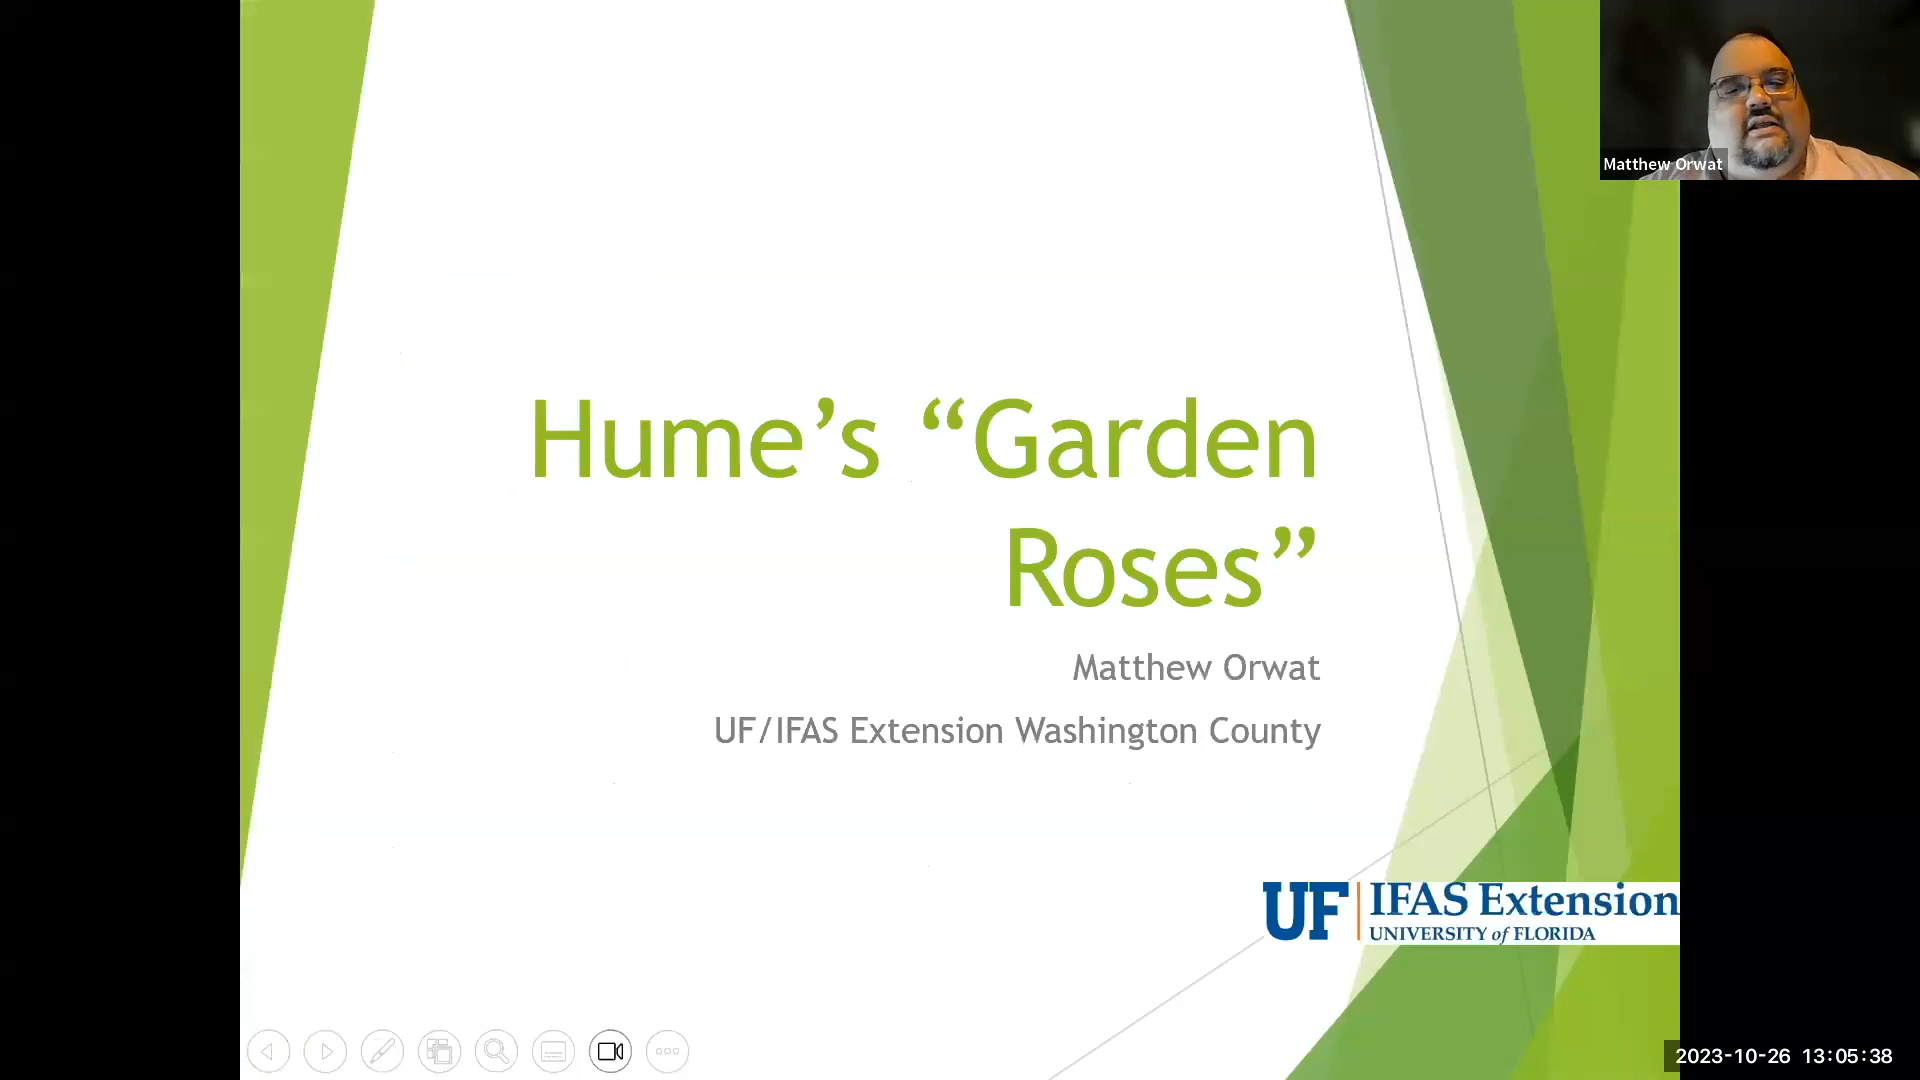 Matthew Orwat
Hume’s “Garden
Roses”
Matthew Orwat
UF/IFAS Extension Washington County
UF IFAS Extension
UNIVERSITY of FLORIDA
2023-10-26 13:05:38